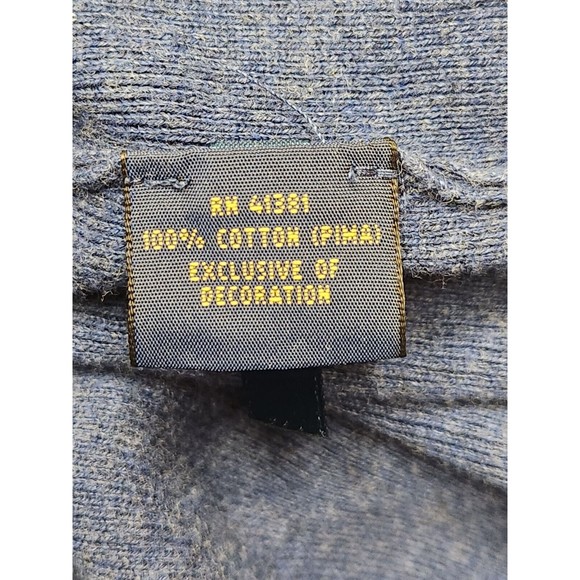 RN 41381
100% COTTON (PIMA)
EXCLUSIVE OF
DECORATION